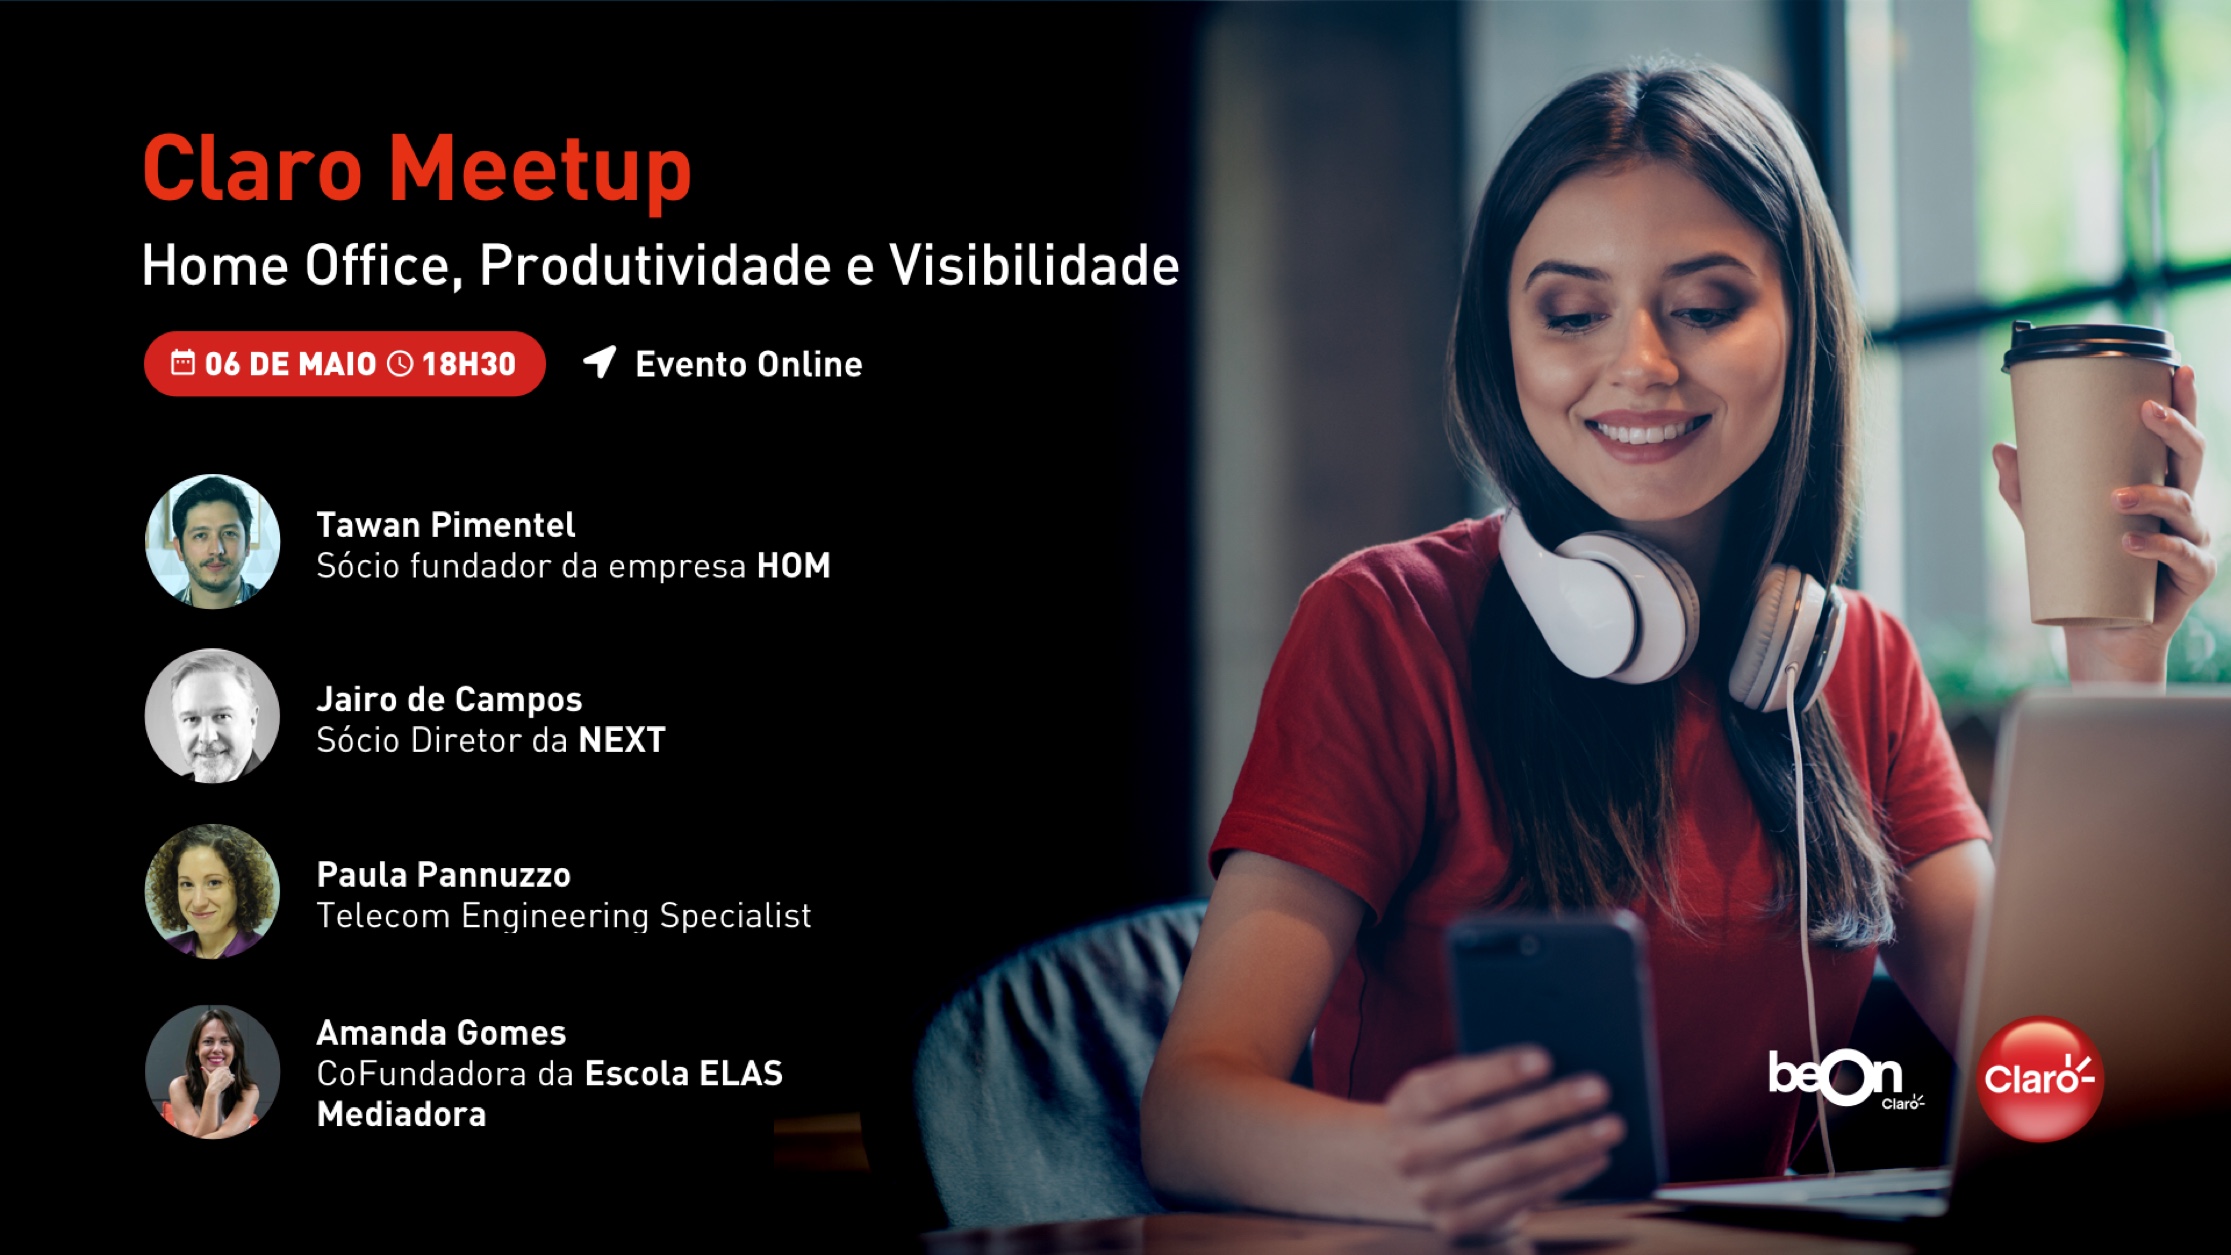 Claro Meetup
Home Office, Produtividade e Visibilidade
06 DE MAIO 18H30
Evento Online
Tawan Pimentel
Sócio fundador da empresa HOM
Jairo de Campos
Sócio Diretor da NEXT
Paula Pannuzzo
Telecom Engineering Specialist
Amanda Gomes
CoFundadora da Escola ELAS
Mediadora
beOn
Claro
Claro